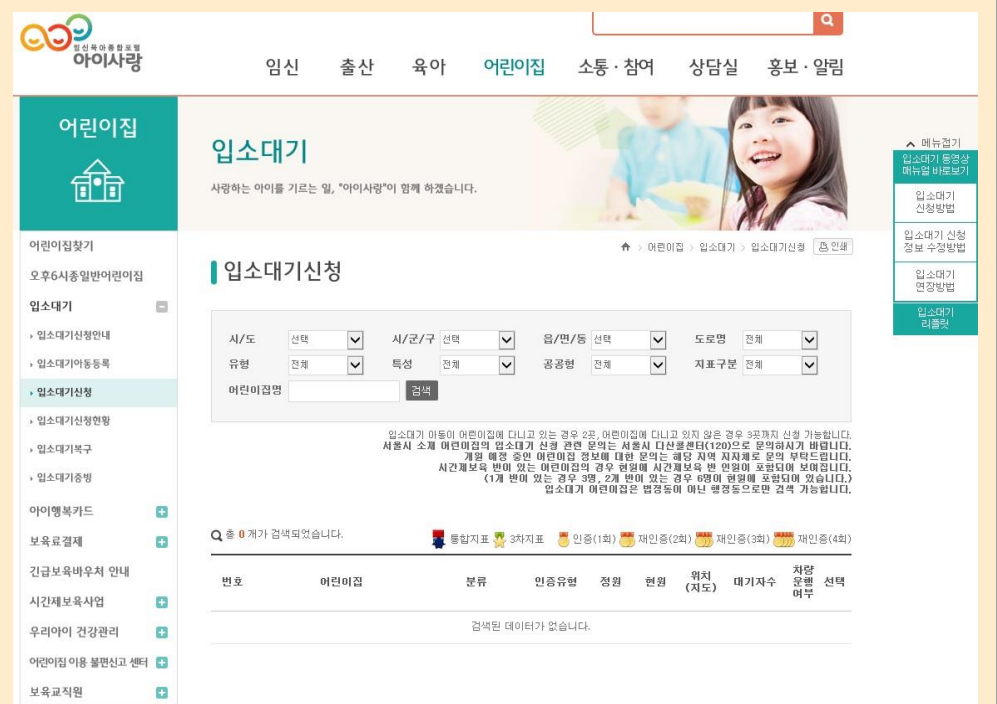 임신육아종합포털
아이사랑
임신 출산 육아 어린이집 소통 · 참여 상담실 홍보 · 알림
어린이집
입소대기
사랑하는 아이를 기르는 일, "아이사랑"이 함께 하겠습니다.
메뉴접기
입소대기 동영상
매뉴얼 바로보기
입소대기
신청방법
입소대기 신청
정보 수정방법
입소대기
연장방법
입소대기
리플릿
어린이집찾기
오후6시종일반어린이집
입소대기
입소대기신청안내
입소대기아동등록
입소대기신청
입소대기신청현황
입소대기복구
입소대기증빙
아이행복카드
보육료결제
긴급보육바우처 안내
시간제보육사업
우리아이 건강관리
어린이집 이용 불편신고 센터
보육교직원
> 어린이집 > 입소대기 > 입소대기신청 인쇄
입소대기신청
시/도 선택 시/군/구 선택 읍/면/동 선택 도로명 전체
유형 전체 특성 전체 공공형 전체 지표구분 전체
어린이집명 검색
입소대기 아동이 어린이집에 다니고 있는 경우 2곳, 어린이집에 다니고 있지 않은 경우 3곳까지 신청 가능합니다.
서울시 소재 어린이집의 입소대기 신청 관련 문의는 서울시 다산콜센터(120)으로 문의하시기 바랍니다.
개원 예정 중인 어린이집 정보에 대한 문의는 해당 지역 지자체로 문의 부탁드립니다.
시간제보육 반이 있는 어린이집의 경우 현원에 시간제보육 반 인원이 포함되어 보여집니다.
(1개 반이 있는 경우 3명, 2개 반이 있는 경우 6명이 현원에 포함되어 있습니다.)
입소대기 어린이집은 법정동이 아닌 행정동으로만 검색 가능합니다.
총 0 개가 검색되었습니다. 통합지표 3차지표 인증(1회) 재인증(2회) 재인증(3회) 재인증(4회)
번호 어린이집 분류 인증유형 정원 현원 위치(지도) 대기자수 차량운행여부 선택
검색된 데이터가 없습니다.